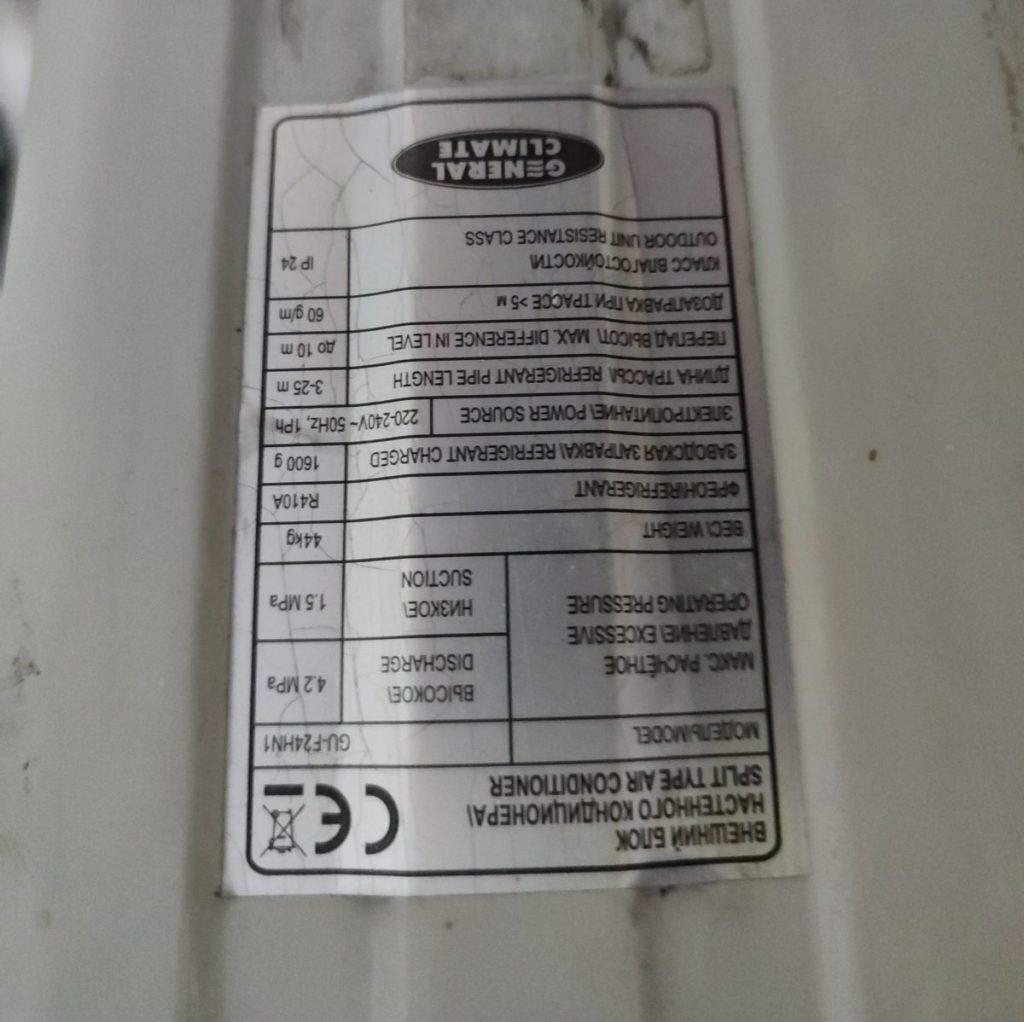 ВНЕШНИЙ БЛОК
НАСТЕННОГО КОНДИЦИОНЕРА\
SPLIT TYPE AIR CONDITIONER
CE
МОДЕЛЬ\MODEL GU-F24HN1
МАКС. РАСЧЁТНОЕ
ДАВЛЕНИЕ\ EXCESSIVE
OPERATING PRESSURE
ВЫСОКОЕ\
DISCHARGE
4.2 MPa
НИЗКОЕ\
SUCTION
1.5 MPa
ВЕС\ WEIGHT 44kg
ФРЕОН\REFRIGERANT R410A
ЗАВОДСКАЯ ЗАПРАВКА\ REFRIGERANT CHARGED 1600 g
ЭЛЕКТРОПИТАНИЕ\ POWER SOURCE 220-240V~ 50Hz, 1Ph
ДЛИНА ТРАССЫ\ REFRIGERANT PIPE LENGTH 3-25 m
ПЕРЕПАД ВЫСОТ\ MAX. DIFFERENCE IN LEVEL до 10 m
ДОЗАПРАВКА ПРИ ТРАССЕ >5 м 60 g/m
КЛАСС ВЛАГОСТОЙКОСТИ\
OUTDOOR UNIT RESISTANCE CLASS
IP 24
GENERAL
CLIMATE